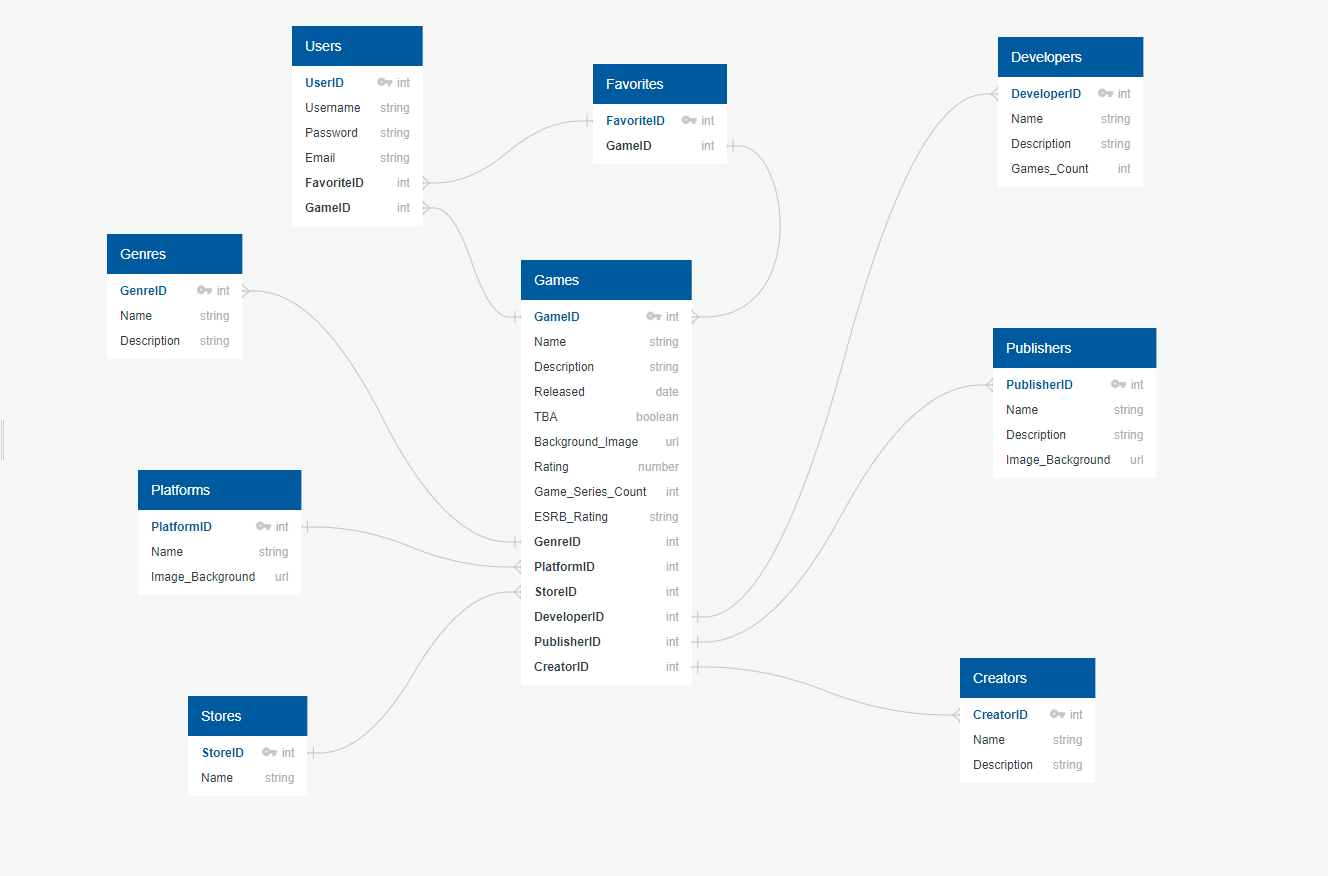 Users
UserID int
Username string
Password string
Email string
FavoriteID int
GameID int
Favorites
FavoriteID int
GameID int
Developers
DeveloperID int
Name string
Description string
Games_Count int
Genres
GenreID int
Name string
Description string
Games
GameID int
Name string
Description string
Released date
TBA boolean
Background_Image url
Rating number
Game_Series_Count int
ESRB_Rating string
GenreID int
PlatformID int
StoreID int
DeveloperID int
PublisherID int
CreatorID int
Publishers
PublisherID int
Name string
Description string
Image_Background url
Platforms
PlatformID int
Name string
Image_Background url
Stores
StoreID int
Name string
Creators
CreatorID int
Name string
Description string